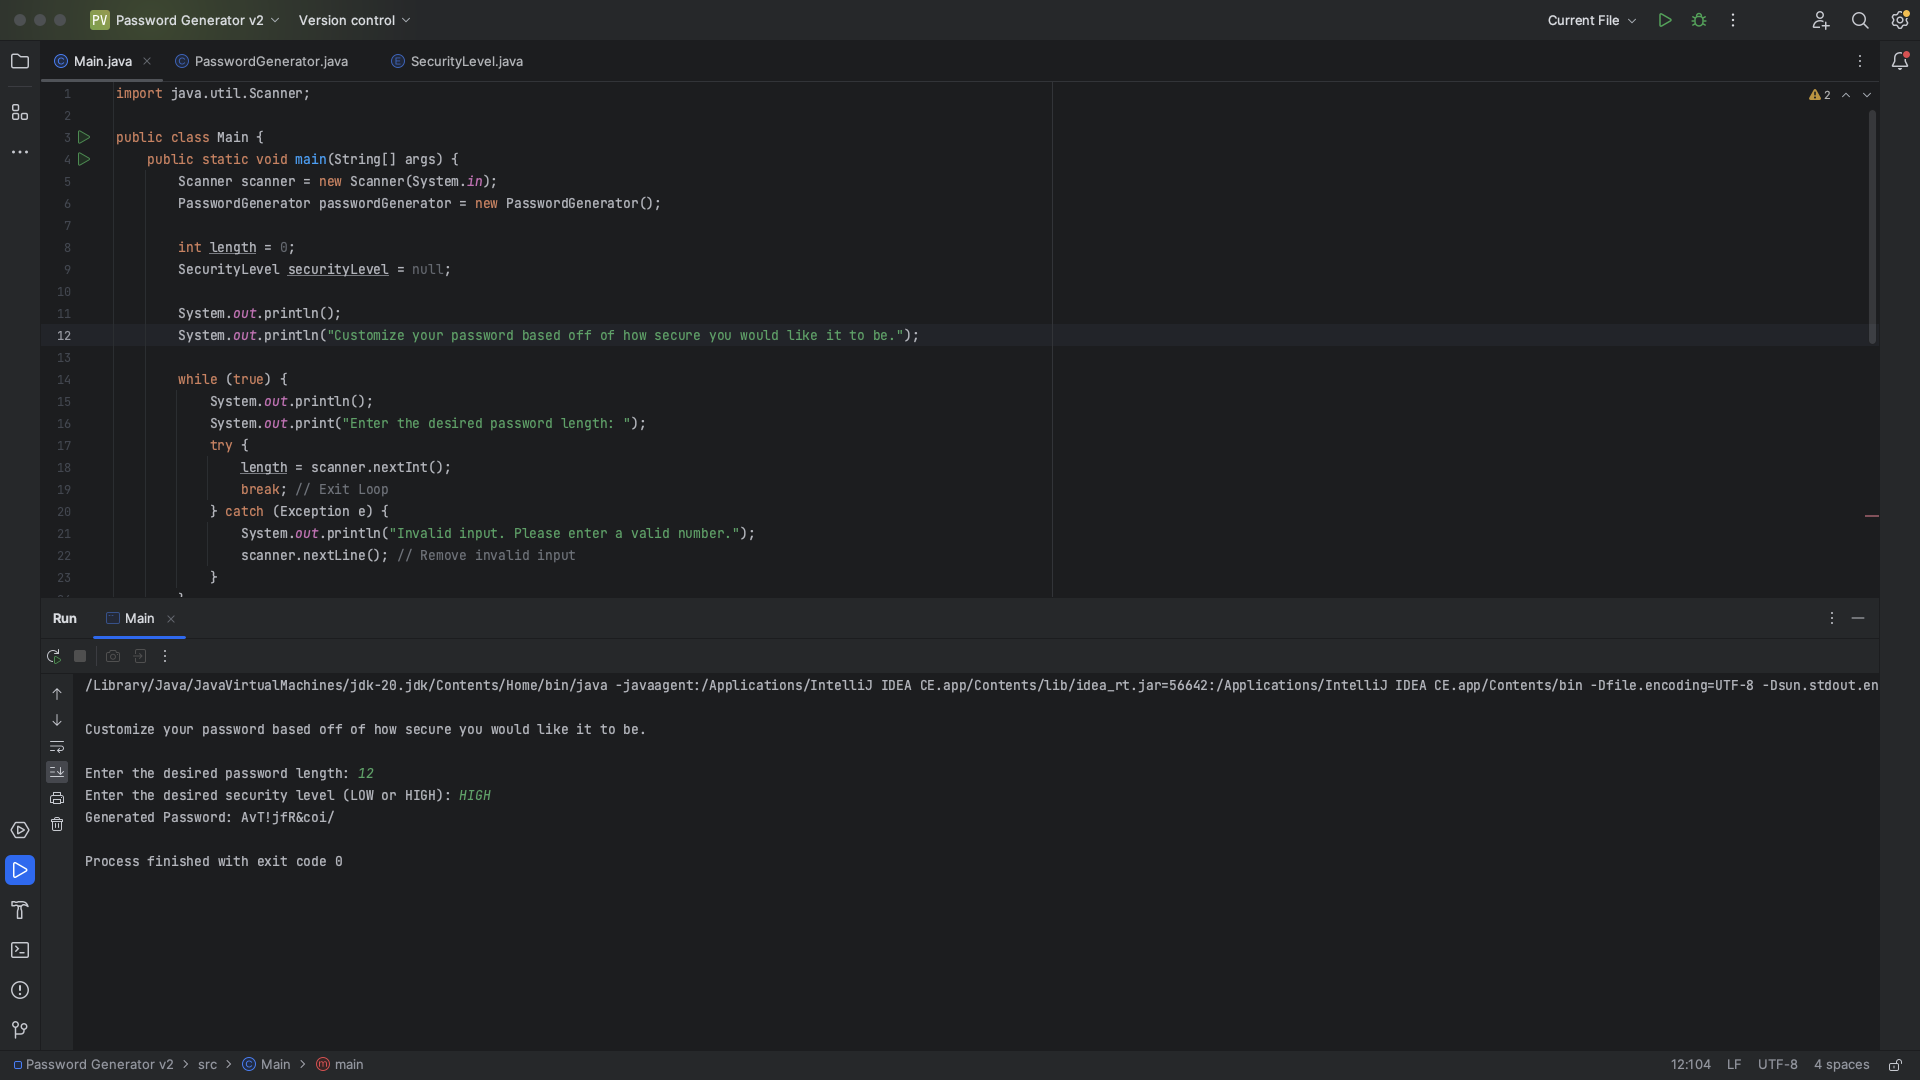 PV Password Generator v2 Version control Current File
Main.java PasswordGenerator.java SecurityLevel.java
2
1 import java.util.Scanner;
2
3 public class Main {
4 public static void main(String[] args) {
5 Scanner scanner = new Scanner(System.in);
6 PasswordGenerator passwordGenerator = new PasswordGenerator();
7
8 int length = 0;
9 SecurityLevel securityLevel = null;
10
11 System.out.println();
12 System.out.println("Customize your password based off of how secure you would like it to be.");
13
14 while (true) {
15 System.out.println();
16 System.out.print("Enter the desired password length: ");
17 try {
18 length = scanner.nextInt();
19 break; // Exit Loop
20 } catch (Exception e) {
21 System.out.println("Invalid input. Please enter a valid number.");
22 scanner.nextLine(); // Remove invalid input
23 }
Run Main
/Library/Java/JavaVirtualMachines/jdk-20.jdk/Contents/Home/bin/java -javaagent:/Applications/IntelliJ IDEA CE.app/Contents/lib/idea_rt.jar=56642:/Applications/IntelliJ IDEA CE.app/Contents/bin -Dfile.encoding=UTF-8 -Dsun.stdout.en
Customize your password based off of how secure you would like it to be.
Enter the desired password length: 12
Enter the desired security level (LOW or HIGH): HIGH
Generated Password: AvT!jfR&coi/
Process finished with exit code 0
Password Generator v2 > src > Main > main 12:104 LF UTF-8 4 spaces